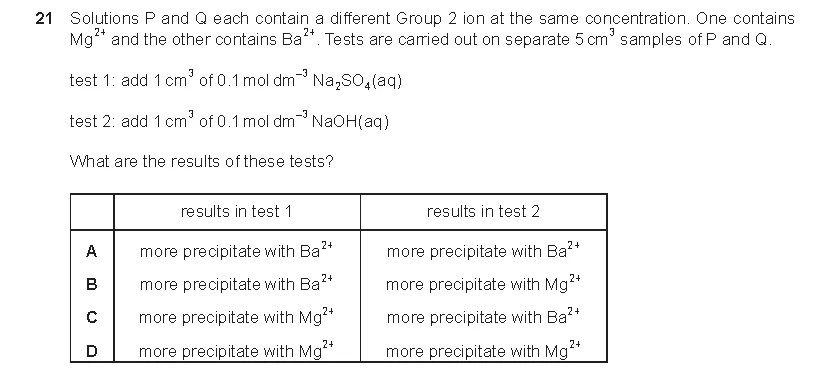 21 Solutions P and Q each contain a different Group 2 ion at the same concentration. One contains
Mg²⁺ and the other contains Ba²⁺. Tests are carried out on separate 5 cm³ samples of P and Q.
test 1: add 1 cm³ of 0.1 mol dm⁻³ Na₂SO₄(aq)
test 2: add 1 cm³ of 0.1 mol dm⁻³ NaOH(aq)
What are the results of these tests?
results in test 1 results in test 2
A more precipitate with Ba²⁺ more precipitate with Ba²⁺
B more precipitate with Ba²⁺ more precipitate with Mg²⁺
C more precipitate with Mg²⁺ more precipitate with Ba²⁺
D more precipitate with Mg²⁺ more precipitate with Mg²⁺